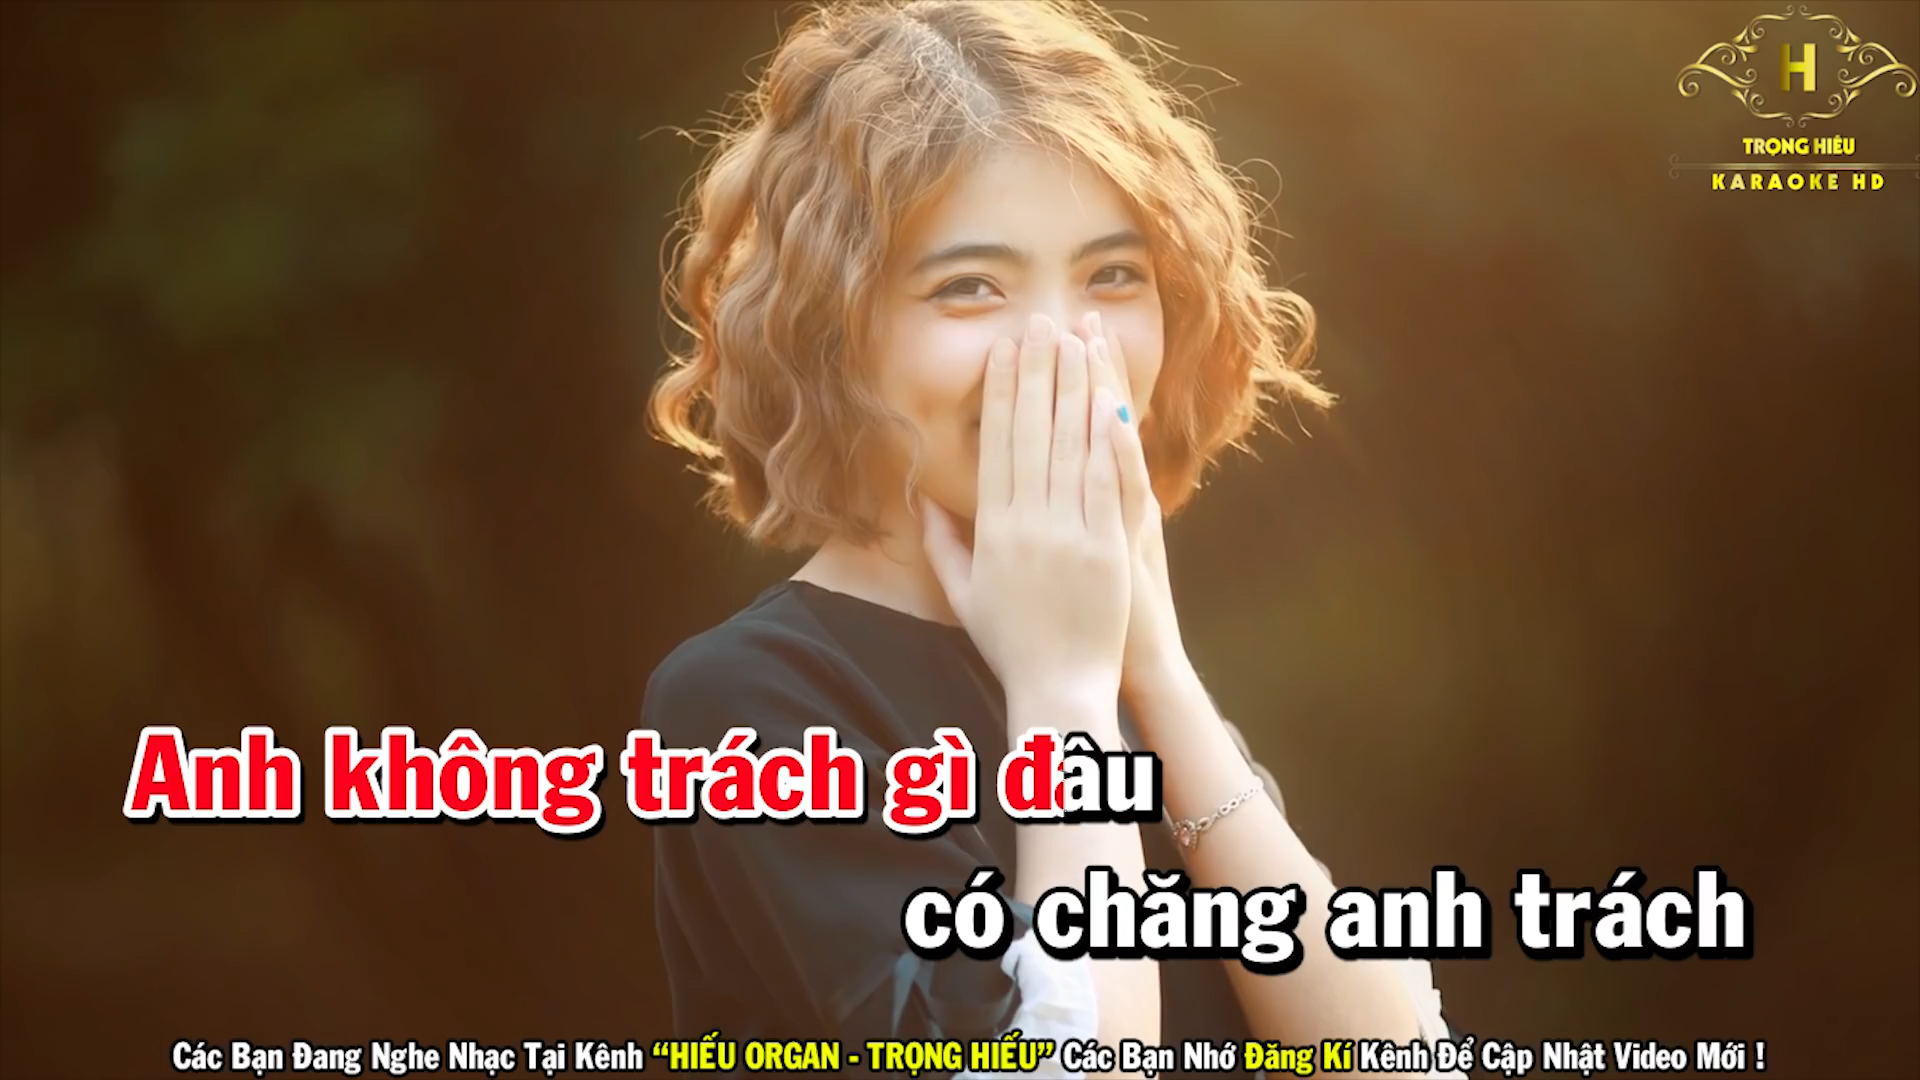 H
TRỌNG HIẾU
KARAOKE HD
Anh không trách gì đâu
có chăng anh trách
Các Bạn Đang Nghe Nhạc Tại Kênh “HIẾU ORGAN - TRỌNG HIẾU” Các Bạn Nhớ Đăng Kí Kênh Để Cập Nhật Video Mới !